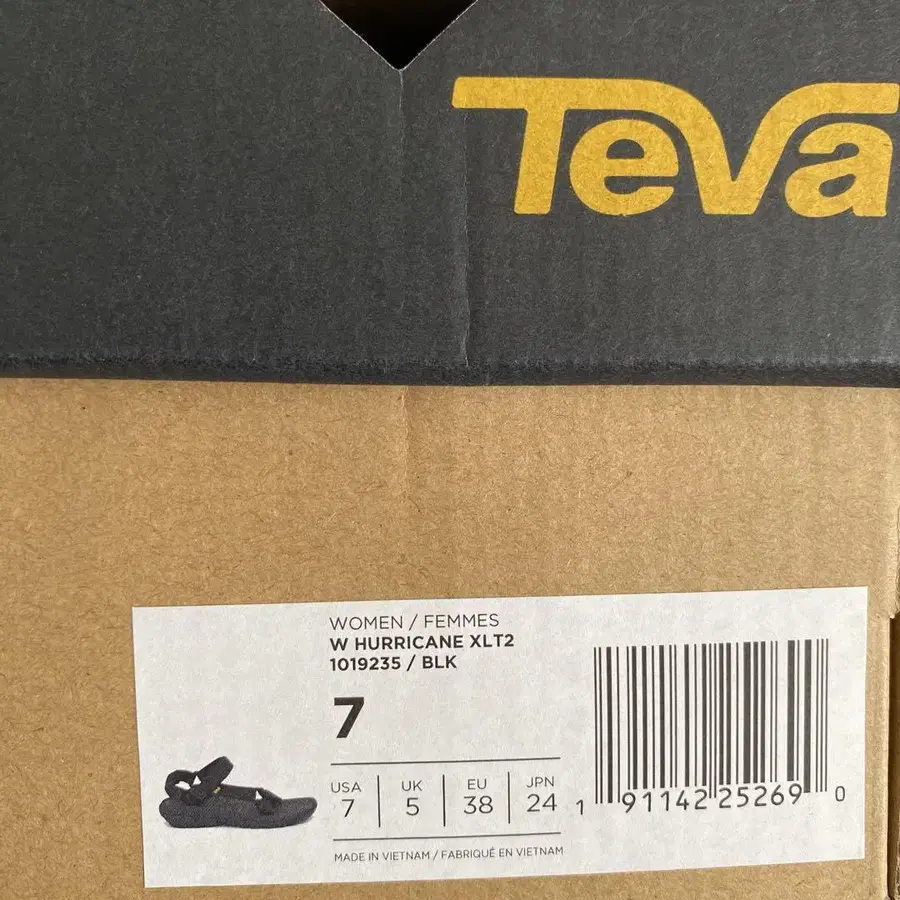 Teva
WOMEN / FEMMES
W HURRICANE XLT2
1019235 / BLK
7
USA UK EU JPN
7 5 38 24
1 91142 25269 0
MADE IN VIETNAM / FABRIQUÉ EN VIETNAM